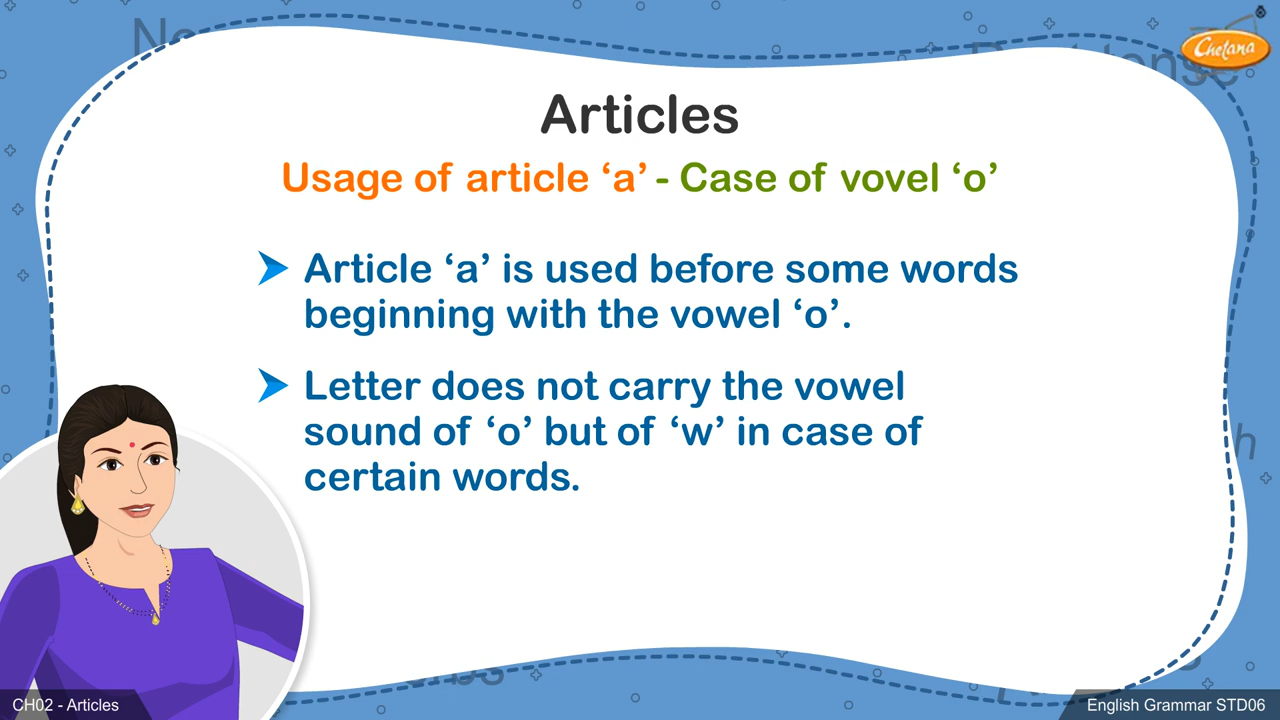 Chetana
Articles
Usage of article ‘a’ - Case of vovel ‘o’
Article ‘a’ is used before some words
beginning with the vowel ‘o’.
Letter does not carry the vowel
sound of ‘o’ but of ‘w’ in case of
certain words.
CH02 - Articles
English Grammar STD06